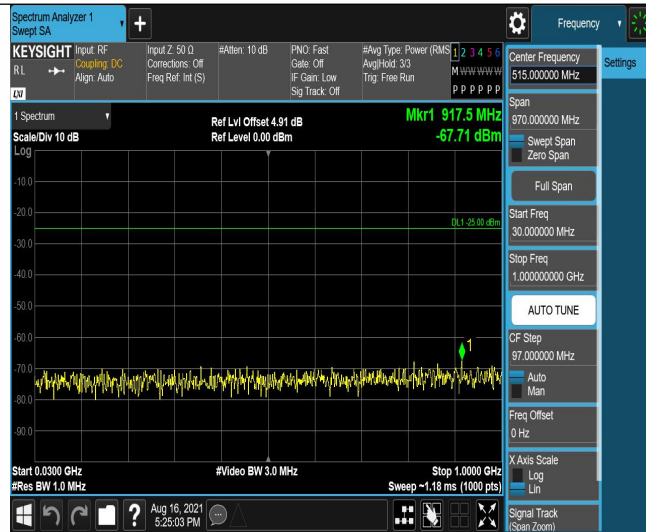 Spectrum Analyzer 1
Swept SA
Frequency
KEYSIGHT Input: RF Input Z: 50 Ω #Atten: 10 dB PNO: Fast #Avg Type: Power (RMS 1 2 3 4 5 6
R L Coupling: DC Corrections: Off Gate: Off Avg|Hold: 3/3 M W W W W W
Align: Auto Freq Ref: Int (S) IF Gain: Low Trig: Free Run
LXI Sig Track: Off P P P P P P
1 Spectrum
Ref Lvl Offset 4.91 dB Mkr1 917.5 MHz
Scale/Div 10 dB Ref Level 0.00 dBm -67.71 dBm
Log
-10.0
-20.0
DL1 -25.00 dBm
-30.0
-40.0
-50.0
-60.0
1
-70.0
-80.0
-90.0
Start 0.0300 GHz #Video BW 3.0 MHz Stop 1.0000 GHz
#Res BW 1.0 MHz Sweep ~1.18 ms (1000 pts)
Center Frequency
515.000000 MHz
Settings
Span
970.000000 MHz
Swept Span
Zero Span
Full Span
Start Freq
30.000000 MHz
Stop Freq
1.000000000 GHz
AUTO TUNE
CF Step
97.000000 MHz
Auto
Man
Freq Offset
0 Hz
X Axis Scale
Log
Lin
Signal Track
(Span Zoom)
? Aug 16, 2021
5:25:03 PM